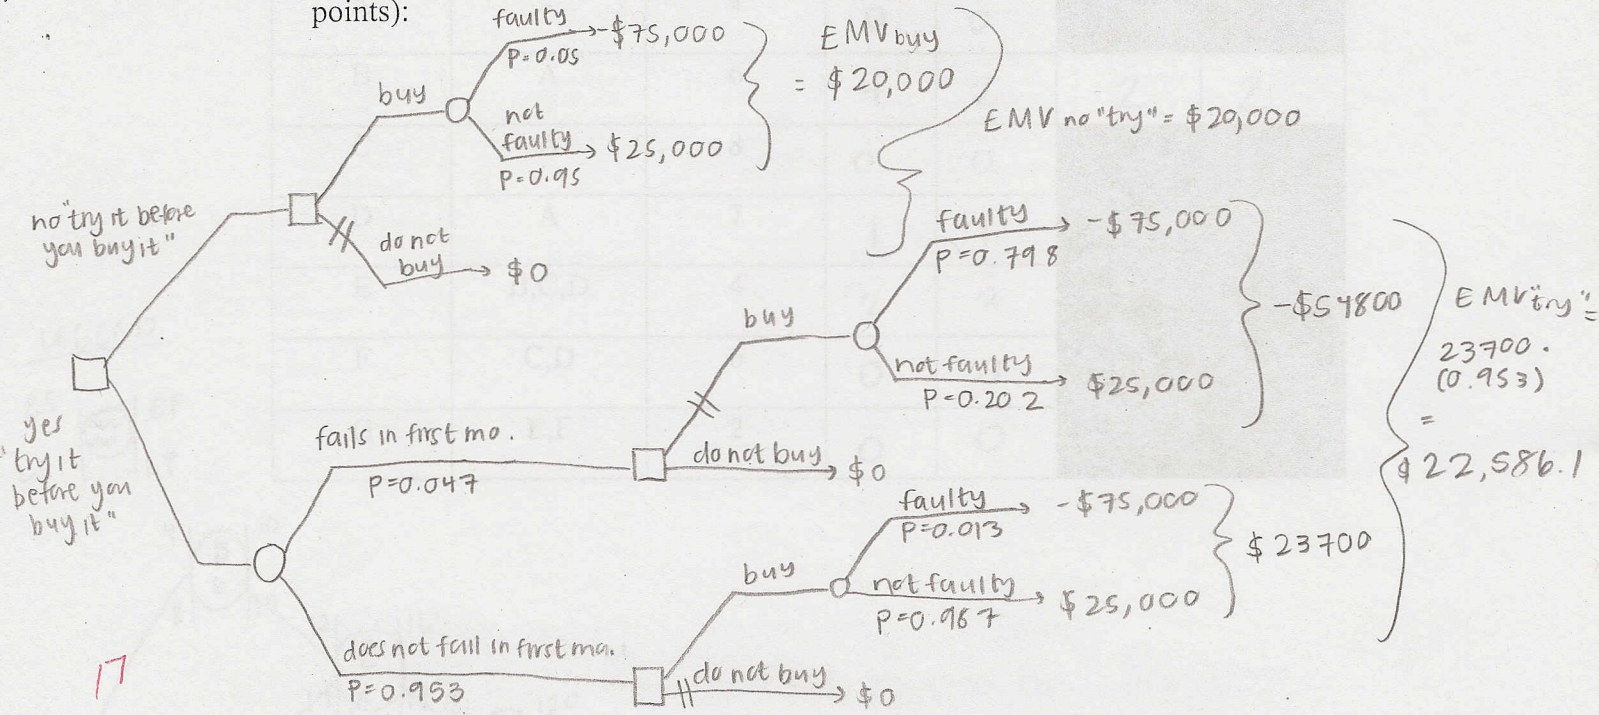 points):
faulty
P=0.05
-$75,000
buy
not
faulty
P=0.95
$25,000
EMV buy
= $20,000
EMV no "try" = $20,000
no "try it before
you buy it"
do not
buy
$0
yes
"try it
before you
buy it"
fails in first mo.
P=0.047
buy
faulty
P=0.798
-$75,000
not faulty
P=0.202
$25,000
-$54800
do not buy
$0
does not fail in first mo.
P=0.953
buy
faulty
P=0.013
-$75,000
not faulty
P=0.987
$25,000
$23700
do not buy
$0
EMV "try" =
23700.
(0.953)
=
$22,586.1
17